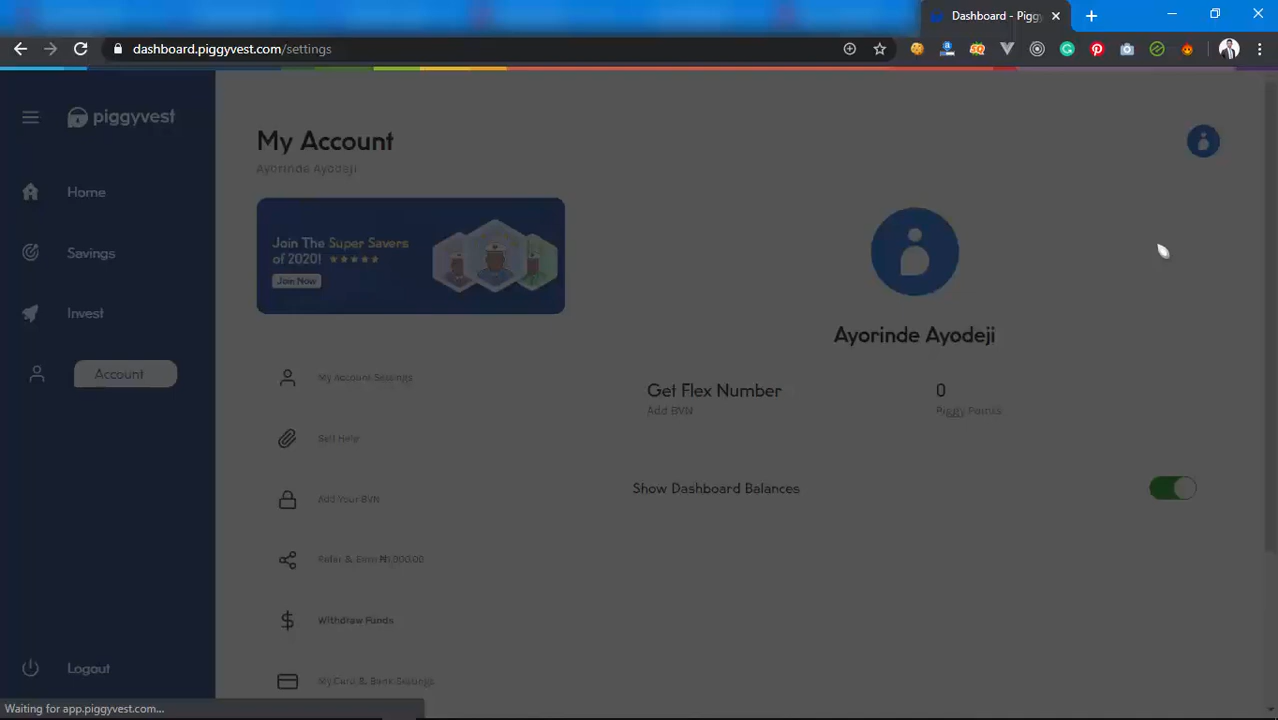 Dashboard - Piggy
dashboard.piggyvest.com/settings
piggyvest
Home
Savings
Invest
Account
Logout
My Account
Ayorinde Ayodeji
Join The Super Savers
of 2020!
Join Now
My Account Settings
Self Help
Add Your BVN
Refer & Earn ₦1,000.00
Withdraw Funds
My Card & Bank Settings
Ayorinde Ayodeji
Get Flex Number
Add BVN
0
Piggy Points
Show Dashboard Balances
Waiting for app.piggyvest.com...